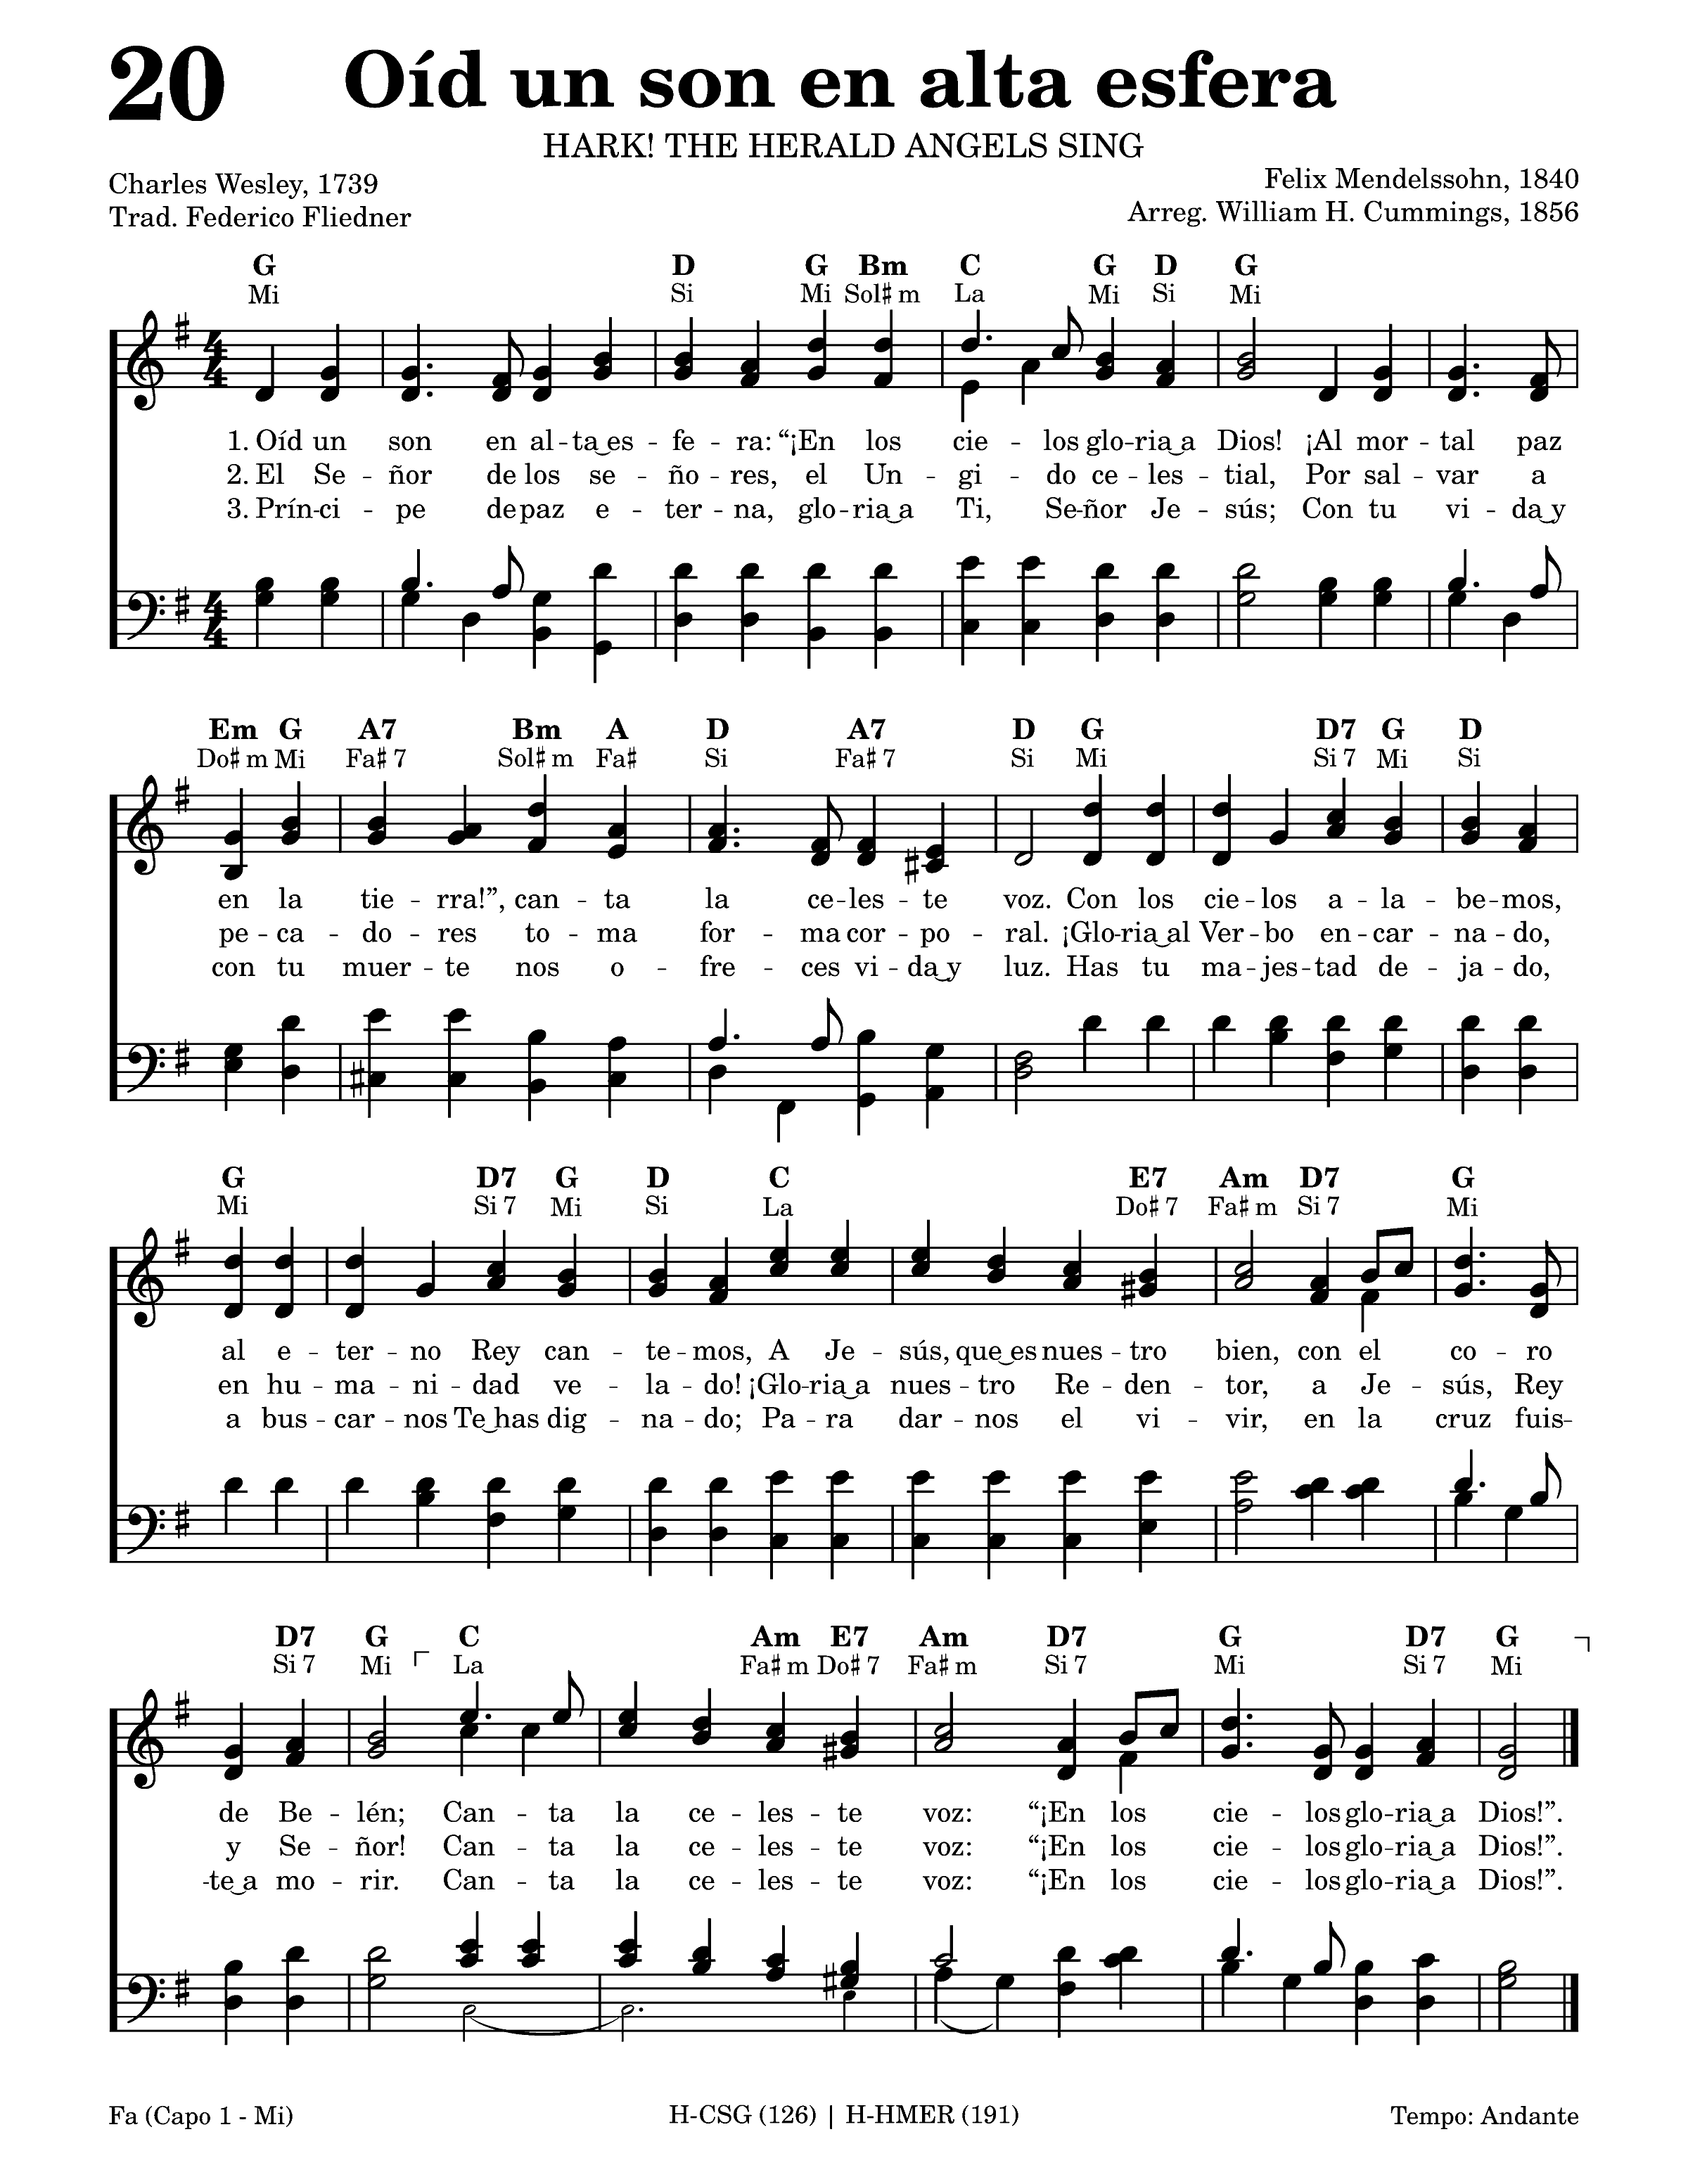 20 Oíd un son en alta esfera
HARK! THE HERALD ANGELS SING
Charles Wesley, 1739
Trad. Federico Fliedner
Felix Mendelssohn, 1840
Arreg. William H. Cummings, 1856
G D G Bm C G D G
Mi Si Mi Sol♯ m La Mi Si Mi
4 4
1. Oíd un son en al -- ta‿es -- fe -- ra: “¡En los cie -- los glo -- ria‿a Dios! ¡Al mor -- tal paz
2. El Se -- ñor de los se -- ño -- res, el Un -- gi -- do ce -- les -- tial, Por sal -- var a
3. Prín -- ci -- pe de paz e -- ter -- na, glo -- ria‿a Ti, Se -- ñor Je -- sús; Con tu vi -- da‿y
4 4
Em G A7 Bm A D A7 D G D7 G D
Do♯ m Mi Fa♯ 7 Sol♯ m Fa♯ Si Fa♯ 7 Si Mi Si 7 Mi Si
en la tie -- rra!”, can -- ta la ce -- les -- te voz. Con los cie -- los a -- la -- be -- mos,
pe -- ca -- do -- res to -- ma for -- ma cor -- po -- ral. ¡Glo -- ria‿al Ver -- bo en -- car -- na -- do,
con tu muer -- te nos o -- fre -- ces vi -- da‿y luz. Has tu ma -- jes -- tad de -- ja -- do,
G D7 G D C E7 Am D7 G
Mi Si 7 Mi Si La Do♯ 7 Fa♯ m Si 7 Mi
al e -- ter -- no Rey can -- te -- mos, A Je -- sús, que‿es nues -- tro bien, con el co -- ro
en hu -- ma -- ni -- dad ve -- la -- do! ¡Glo -- ria‿a nues -- tro Re -- den -- tor, a Je -- sús, Rey
a bus -- car -- nos Te‿has dig -- na -- do; Pa -- ra dar -- nos el vi -- vir, en la cruz fuis --
D7 G C Am E7 Am D7 G D7 G
Si 7 Mi La Fa♯ m Do♯ 7 Fa♯ m Si 7 Mi Si 7 Mi
de Be -- lén; Can -- ta la ce -- les -- te voz: “¡En los cie -- los glo -- ria‿a Dios!”.
y Se -- ñor! Can -- ta la ce -- les -- te voz: “¡En los cie -- los glo -- ria‿a Dios!”.
-- te‿a mo -- rir. Can -- ta la ce -- les -- te voz: “¡En los cie -- los glo -- ria‿a Dios!”.
Fa (Capo 1 - Mi)
H-CSG (126) | H-HMER (191)
Tempo: Andante